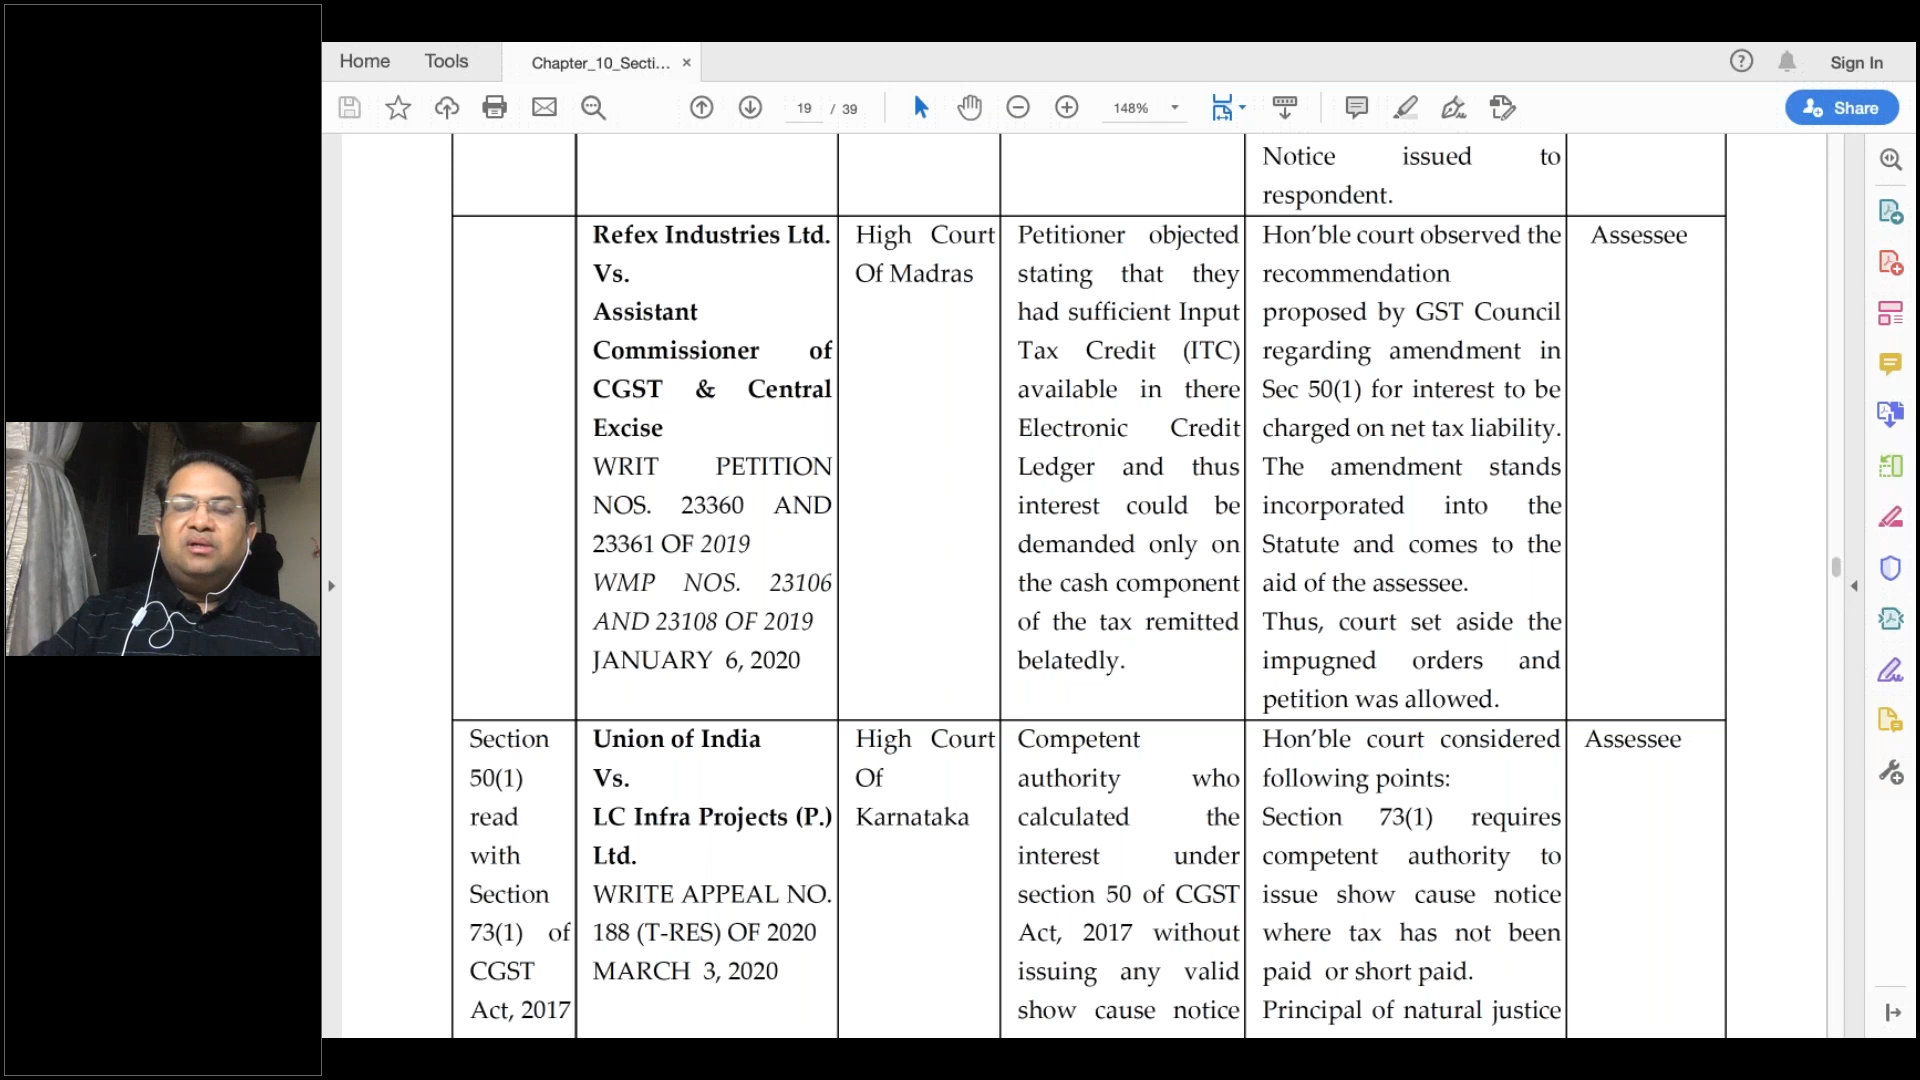 Home Tools Chapter_10_Secti... × Sign In
19 / 39 148% Share
Notice issued to
respondent.
Refex Industries Ltd.
Vs.
Assistant
Commissioner of
CGST & Central
Excise
WRIT PETITION
NOS. 23360 AND
23361 OF 2019
WMP NOS. 23106
AND 23108 OF 2019
JANUARY 6, 2020
High Court
Of Madras
Petitioner objected
stating that they
had sufficient Input
Tax Credit (ITC)
available in there
Electronic Credit
Ledger and thus
interest could be
demanded only on
the cash component
of the tax remitted
belatedly.
Hon'ble court observed the
recommendation
proposed by GST Council
regarding amendment in
Sec 50(1) for interest to be
charged on net tax liability.
The amendment stands
incorporated into the
Statute and comes to the
aid of the assessee.
Thus, court set aside the
impugned orders and
petition was allowed.
Assessee
Section
50(1)
read
with
Section
73(1) of
CGST
Act, 2017
Union of India
Vs.
LC Infra Projects (P.)
Ltd.
WRITE APPEAL NO.
188 (T-RES) OF 2020
MARCH 3, 2020
High Court
Of
Karnataka
Competent
authority who
calculated the
interest under
section 50 of CGST
Act, 2017 without
issuing any valid
show cause notice
Hon'ble court considered
following points:
Section 73(1) requires
competent authority to
issue show cause notice
where tax has not been
paid or short paid.
Principal of natural justice
Assessee